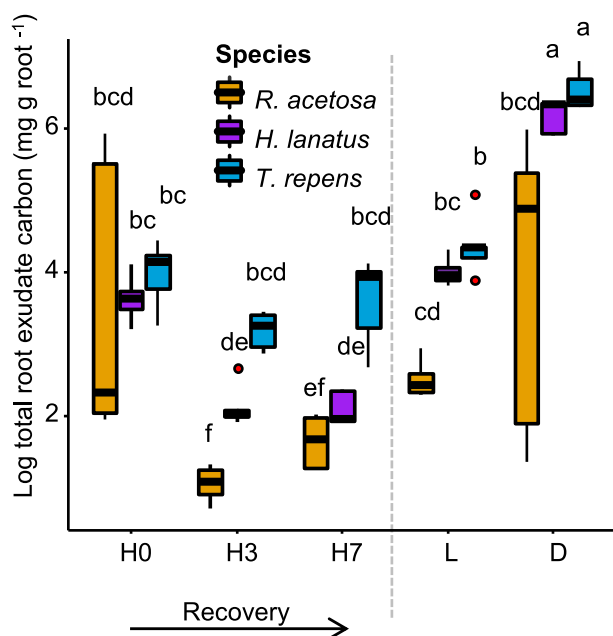 Log total root exudate carbon (mg g root -1)
6
4
2
Species
R. acetosa
H. lanatus
T. repens
bcd
bc
bc
f
de
bcd
ef
de
bcd
cd
bc
b
bcd
a
a
H0
H3
H7
L
D
Recovery